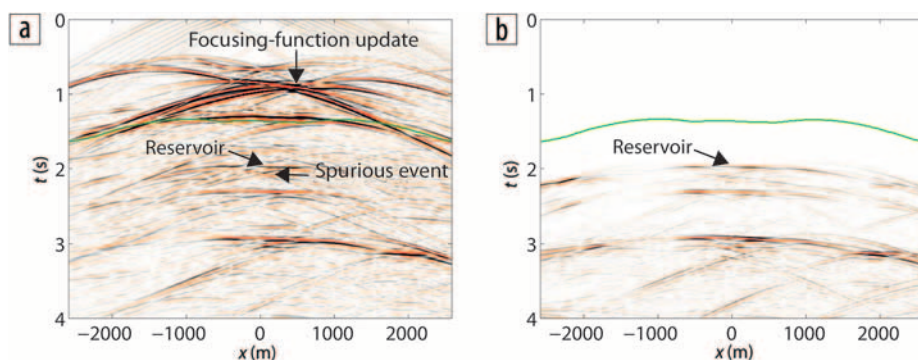 a
0
1
2
3
4
t (s)
Focusing-function update
Reservoir
Spurious event
−2000 −1000 0 1000 2000
x (m)
b
0
1
2
3
4
t (s)
Reservoir
−2000 −1000 0 1000 2000
x (m)